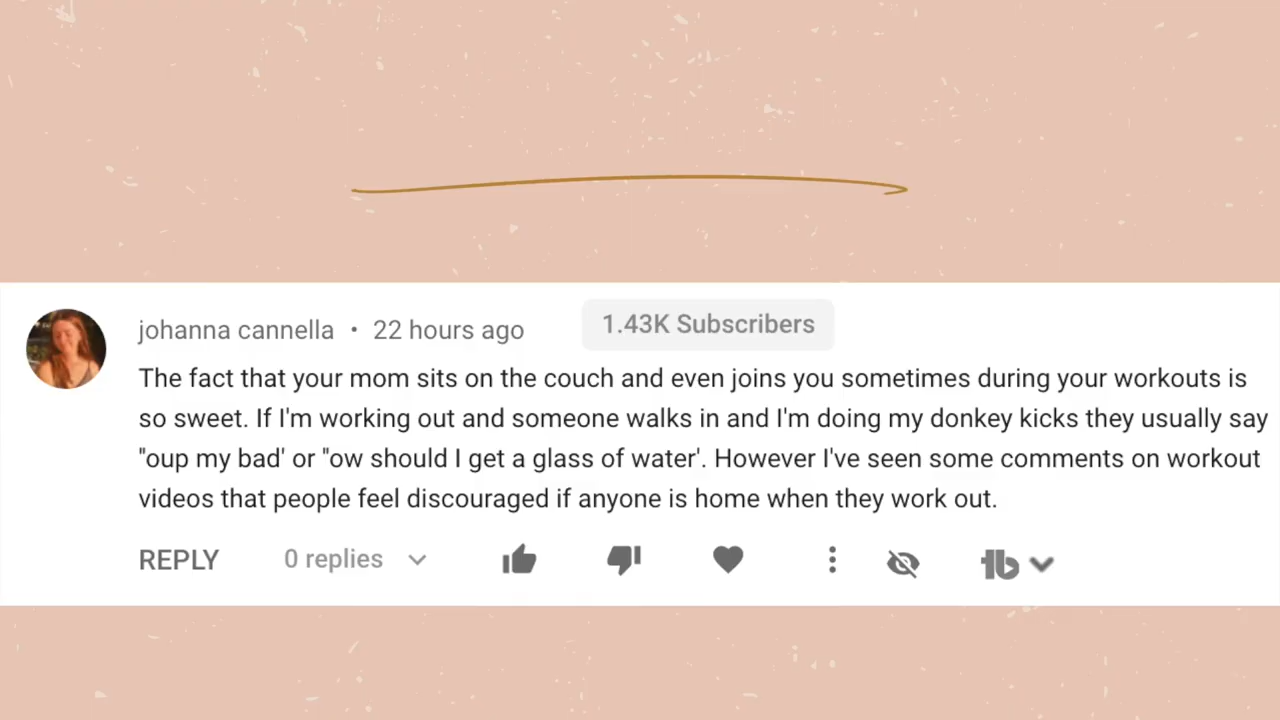 johanna cannella • 22 hours ago 1.43K Subscribers
The fact that your mom sits on the couch and even joins you sometimes during your workouts is
so sweet. If I'm working out and someone walks in and I'm doing my donkey kicks they usually say
"oup my bad' or "ow should I get a glass of water'. However I've seen some comments on workout
videos that people feel discouraged if anyone is home when they work out.
REPLY 0 replies tb